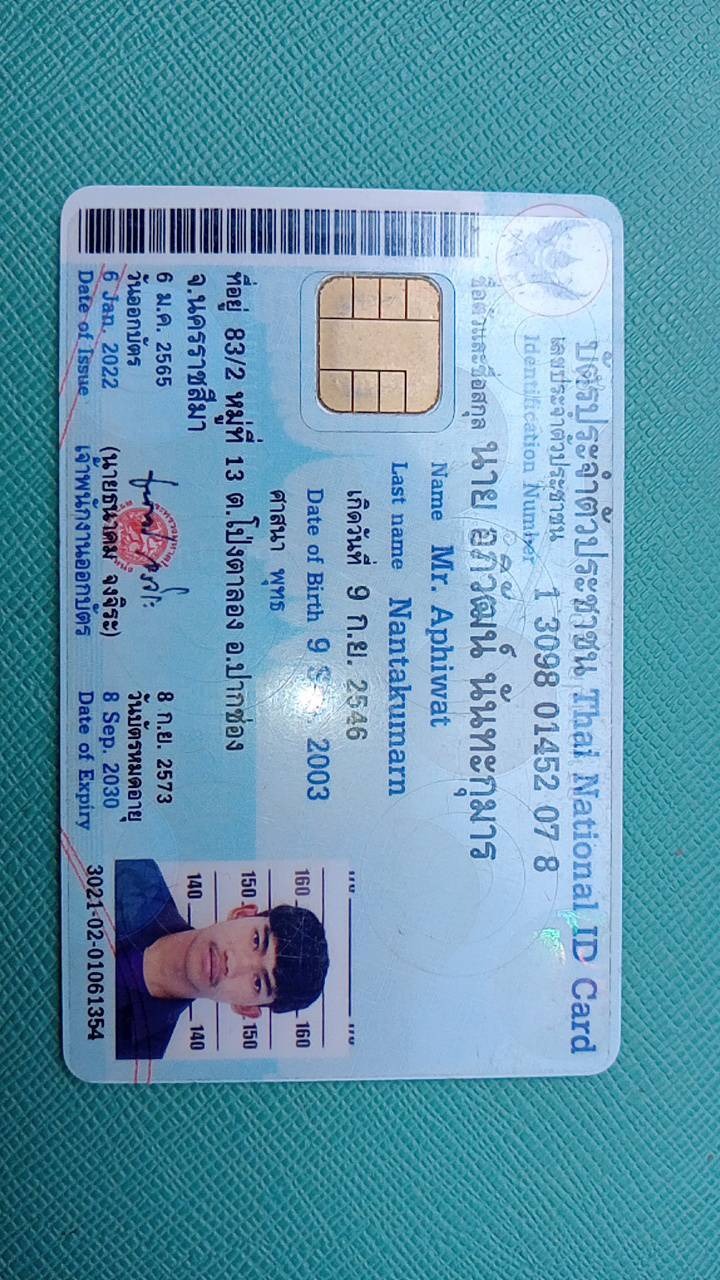 บัตรประจำตัวประชาชน Thai National ID Card
เลขประจำตัวประชาชน 1 3098 01452 07 8
Identification Number
ชื่อตัวและชื่อสกุล นาย อภิวัฒน์ นันทะกุมาร
Name Mr. Aphiwat
Last name Nantakumarn
เกิดวันที่ 9 ก.ย. 2546
Date of Birth 9 2003
ศาสนา พุทธ
ที่อยู่ 83/2 หมู่ที่ 13 ต.โป่งตาลอง อ.ปากช่อง
จ.นครราชสีมา
6 ม.ค. 2565
วันออกบัตร
6 Jan. 2022
Date of Issue
เจ้าพนักงานออกบัตร
8 ก.ย. 2573
วันบัตรหมดอายุ
8 Sep. 2030
Date of Expiry
160 160
150 150
140 140
3021-02-01061354